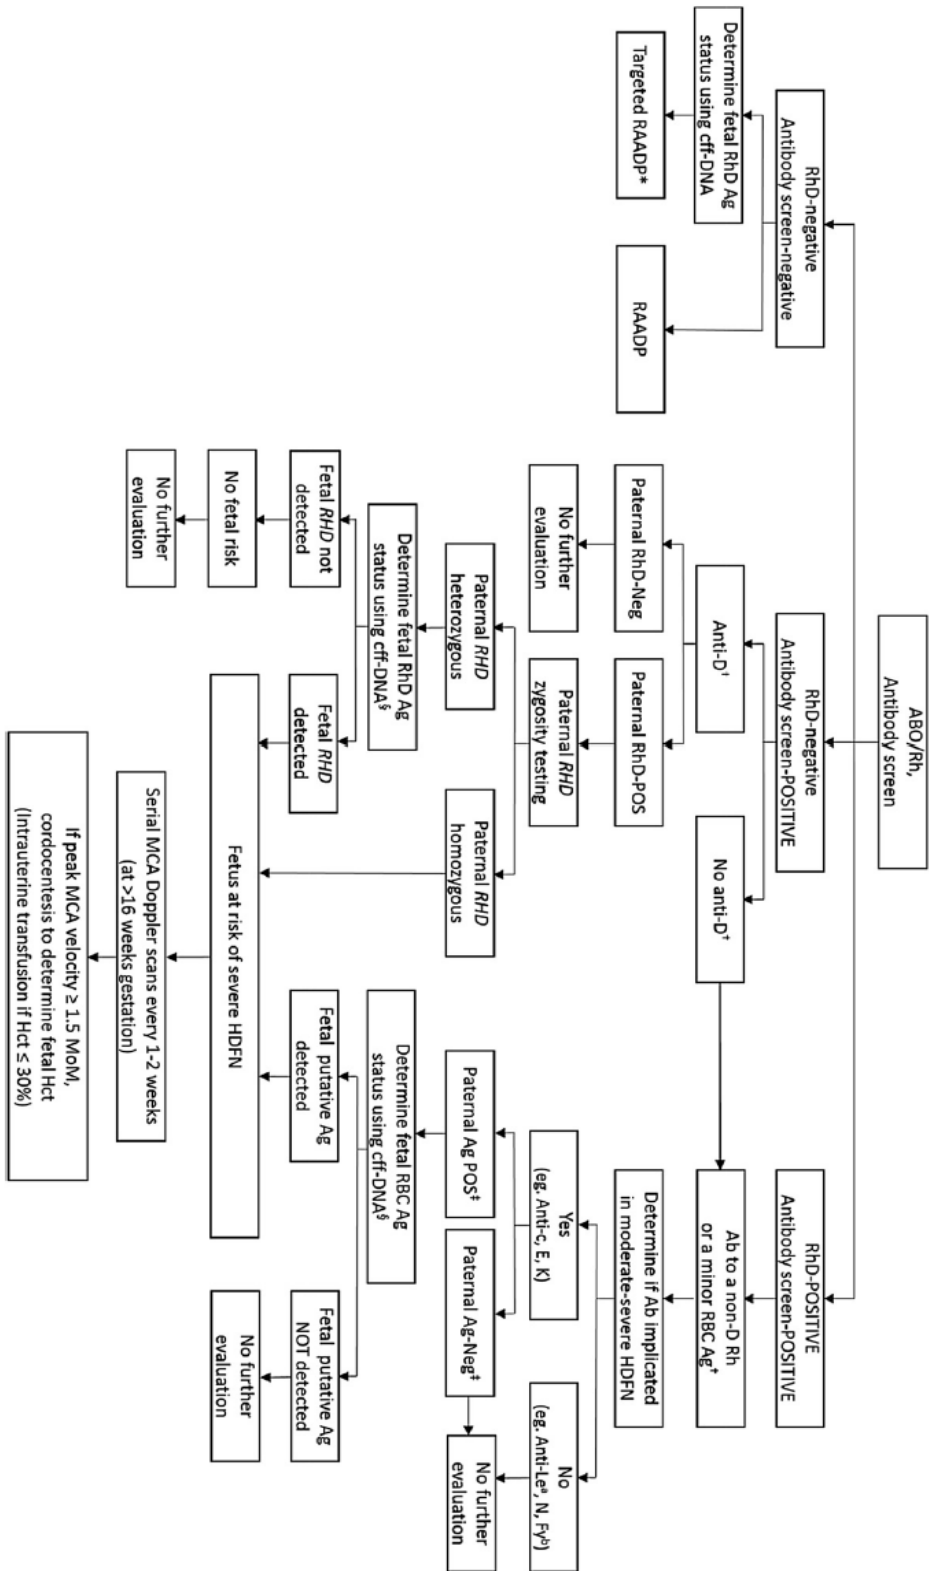 ABO/Rh,
Antibody screen
RhD-negative
Antibody screen-negative
Determine fetal RhD Ag
status using cff-DNA
Targeted RAADP*
RAADP
RhD-negative
Antibody screen-POSITIVE
Anti-D†
No anti-D†
Paternal RhD-Neg
No further
evaluation
Paternal RhD-POS
Paternal RHD
zygosity testing
Paternal RHD
heterozygous
Paternal RHD
homozygous
Determine fetal RhD Ag
status using cff-DNA§
Fetal RHD not
detected
No fetal risk
No further
evaluation
Fetal RHD
detected
RhD-POSITIVE
Antibody screen-POSITIVE
Ab to a non-D Rh
or a minor RBC Ag†
Determine if Ab implicated
in moderate-severe HDFN
Yes
(eg. Anti-c, E, K)
No
(eg. Anti-Leᵃ, N, Fyᵇ)
Paternal Ag POS‡
Paternal Ag-Neg‡
No further
evaluation
Determine fetal RBC Ag
status using cff-DNA§
Fetal putative Ag
detected
Fetal putative Ag
NOT detected
No further
evaluation
Fetus at risk of severe HDFN
Serial MCA Doppler scans every 1-2 weeks
(at >16 weeks gestation)
If peak MCA velocity ≥ 1.5 MoM,
cordocentesis to determine fetal Hct
(Intrauterine transfusion if Hct ≤ 30%)